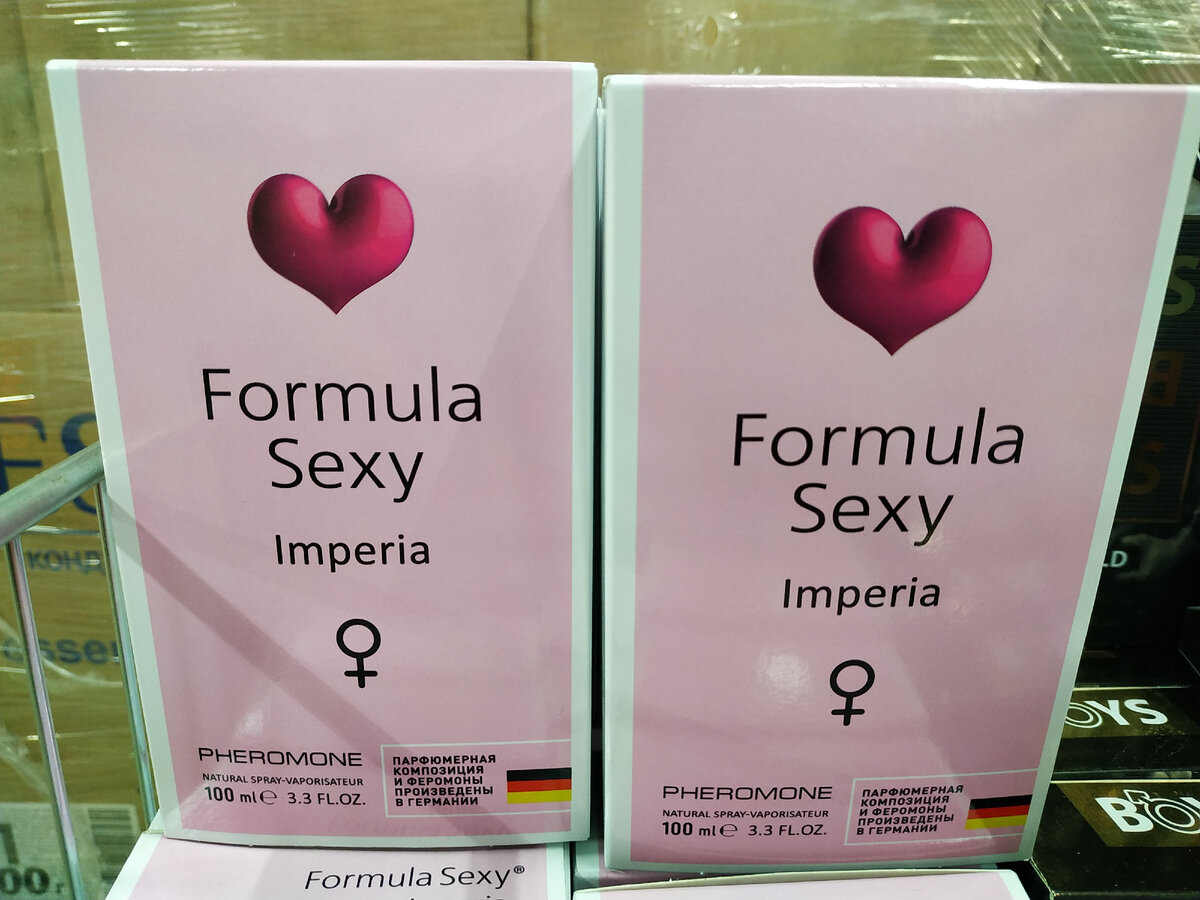 Formula
Sexy
Imperia
PHEROMONE
NATURAL SPRAY-VAPORISATEUR
100 ml ℮ 3.3 FL.OZ.
ПАРФЮМЕРНАЯ
КОМПОЗИЦИЯ
И ФЕРОМОНЫ
ПРОИЗВЕДЕНЫ
В ГЕРМАНИИ
Formula
Sexy
Imperia
PHEROMONE
NATURAL SPRAY-VAPORISATEUR
100 ml ℮ 3.3 FL.OZ.
ПАРФЮМЕРНАЯ
КОМПОЗИЦИЯ
И ФЕРОМОНЫ
ПРОИЗВЕДЕНЫ
В ГЕРМАНИИ
Formula Sexy®
КОНД